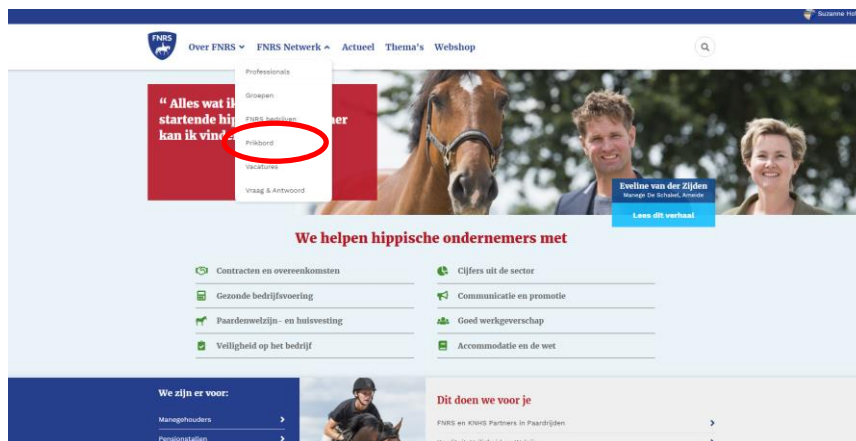 Suzanne Hof
FNRS
Over FNRS
FNRS Netwerk
Actueel
Thema's
Webshop
Professionals
Groepen
FNRS bedrijven
Prikbord
Vacatures
Vraag & Antwoord
“ Alles wat ik
startende hip
kan ik vinde
Eveline van der Zijden
Manege De Schakel, Ameide
Lees dit verhaal
We helpen hippische ondernemers met
Contracten en overeenkomsten
Cijfers uit de sector
Gezonde bedrijfsvoering
Communicatie en promotie
Paardenwelzijn- en huisvesting
Goed werkgeverschap
Veiligheid op het bedrijf
Accommodatie en de wet
We zijn er voor:
Manegehouders
Pensionstallen
Dit doen we voor je
FNRS en KNHS Partners in Paardrijden